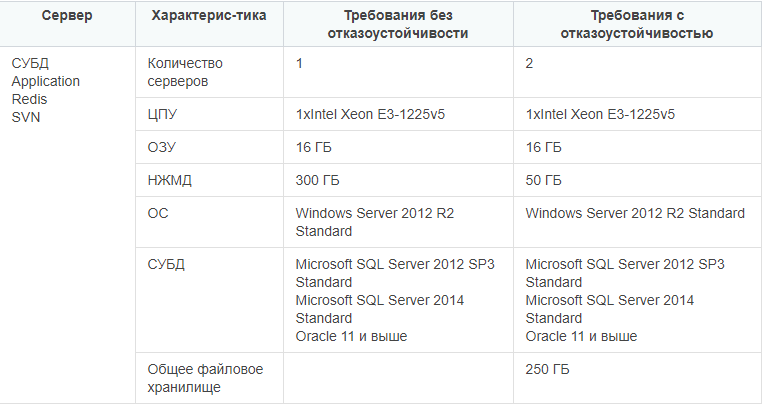 Сервер
Характерис-тика
Требования без
отказоустойчивости
Требования с
отказоустойчивостью
СУБД
Application
Redis
SVN
Количество
серверов
1
2
ЦПУ
1xIntel Xeon E3-1225v5
1xIntel Xeon E3-1225v5
ОЗУ
16 ГБ
16 ГБ
НЖМД
300 ГБ
50 ГБ
ОС
Windows Server 2012 R2
Standard
Windows Server 2012 R2 Standard
СУБД
Microsoft SQL Server 2012 SP3
Standard
Microsoft SQL Server 2014
Standard
Oracle 11 и выше
Microsoft SQL Server 2012 SP3
Standard
Microsoft SQL Server 2014
Standard
Oracle 11 и выше
Общее файловое
хранилище
250 ГБ